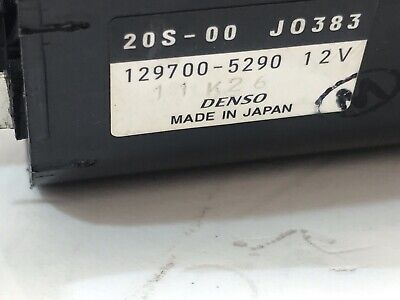 20S-00 J0383
129700-5290 12V
11K26
DENSO
MADE IN JAPAN